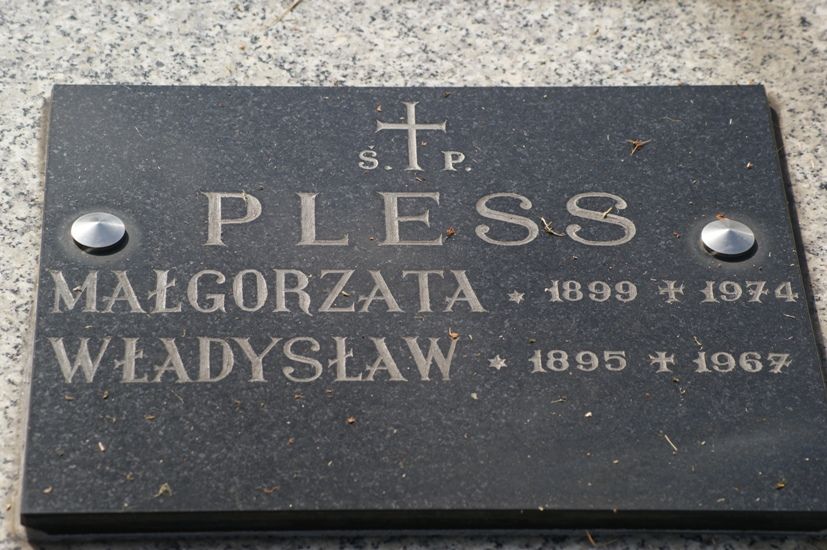 Ś. P.
PLESS
MAŁGORZATA * 1899 ✝ 1974
WŁADYSŁAW * 1895 ✝ 1967